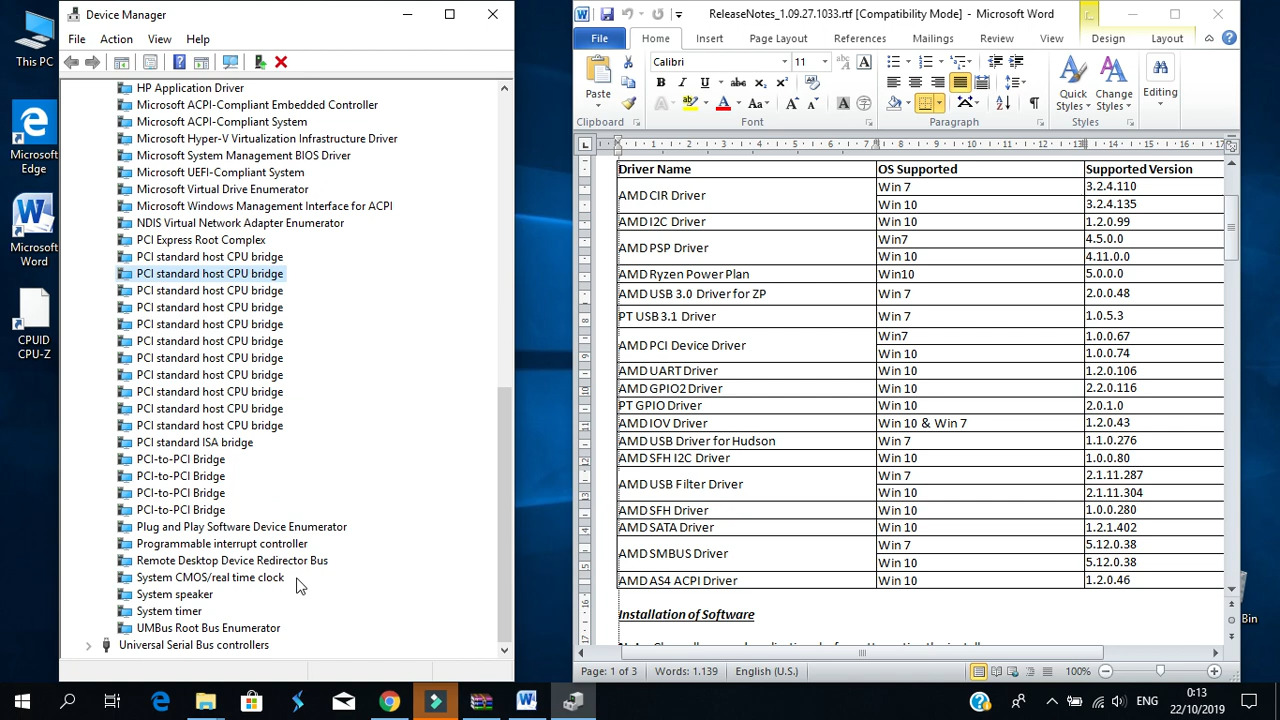 This PC
Microsoft
Edge
Microsoft
Word
CPUID
CPU-Z
Device Manager
File Action View Help
HP Application Driver
Microsoft ACPI-Compliant Embedded Controller
Microsoft ACPI-Compliant System
Microsoft Hyper-V Virtualization Infrastructure Driver
Microsoft System Management BIOS Driver
Microsoft UEFI-Compliant System
Microsoft Virtual Drive Enumerator
Microsoft Windows Management Interface for ACPI
NDIS Virtual Network Adapter Enumerator
PCI Express Root Complex
PCI standard host CPU bridge
PCI standard host CPU bridge
PCI standard host CPU bridge
PCI standard host CPU bridge
PCI standard host CPU bridge
PCI standard host CPU bridge
PCI standard host CPU bridge
PCI standard host CPU bridge
PCI standard host CPU bridge
PCI standard host CPU bridge
PCI standard host CPU bridge
PCI standard ISA bridge
PCI-to-PCI Bridge
PCI-to-PCI Bridge
PCI-to-PCI Bridge
PCI-to-PCI Bridge
Plug and Play Software Device Enumerator
Programmable interrupt controller
Remote Desktop Device Redirector Bus
System CMOS/real time clock
System speaker
System timer
UMBus Root Bus Enumerator
Universal Serial Bus controllers
ReleaseNotes_1.09.27.1033.rtf [Compatibility Mode] - Microsoft Word
File Home Insert Page Layout References Mailings Review View Design Layout
Calibri 11
Paste
Quick
Styles
Change
Styles
Editing
Clipboard Font Paragraph Styles
1 2 3 4 5 6 7 8 9 10 11 12 13 14 15 16 17
Driver Name OS Supported Supported Version
AMD CIR Driver Win 7 3.2.4.110
Win 10 3.2.4.135
AMD I2C Driver Win 10 1.2.0.99
AMD PSP Driver Win7 4.5.0.0
Win 10 4.11.0.0
AMD Ryzen Power Plan Win10 5.0.0.0
AMD USB 3.0 Driver for ZP Win 7 2.0.0.48
PT USB 3.1 Driver Win 7 1.0.5.3
AMD PCI Device Driver Win7 1.0.0.67
Win 10 1.0.0.74
AMD UART Driver Win 10 1.2.0.106
AMD GPIO2 Driver Win 10 2.2.0.116
PT GPIO Driver Win 10 2.0.1.0
AMD IOV Driver Win 10 & Win 7 1.2.0.43
AMD USB Driver for Hudson Win 7 1.1.0.276
AMD SFH I2C Driver Win 10 1.0.0.80
AMD USB Filter Driver Win 7 2.1.11.287
Win 10 2.1.11.304
AMD SFH Driver Win 10 1.0.0.280
AMD SATA Driver Win 10 1.2.1.402
AMD SMBUS Driver Win 7 5.12.0.38
Win 10 5.12.0.38
AMD AS4 ACPI Driver Win 10 1.2.0.46
Installation of Software
Page: 1 of 3 Words: 1.139 English (U.S.) 100%
Bin
ENG
0:13
22/10/2019